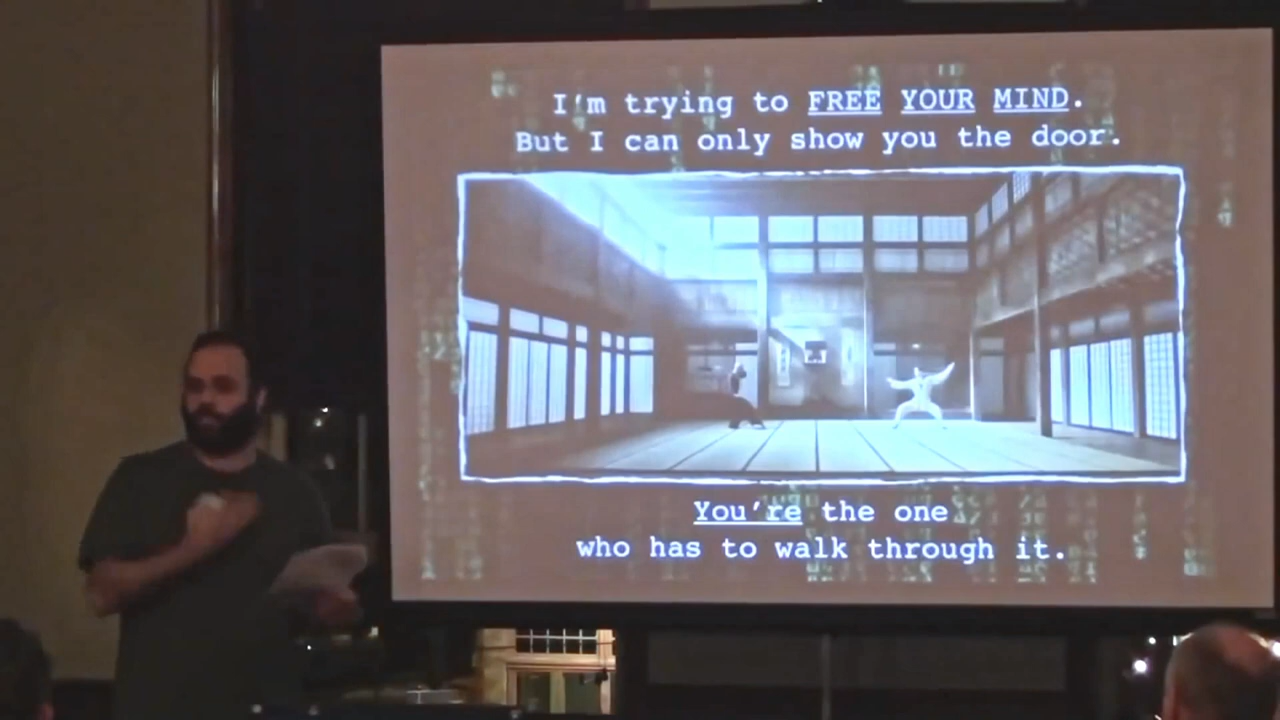 I'm trying to FREE YOUR MIND.
But I can only show you the door.
You're the one
who has to walk through it.